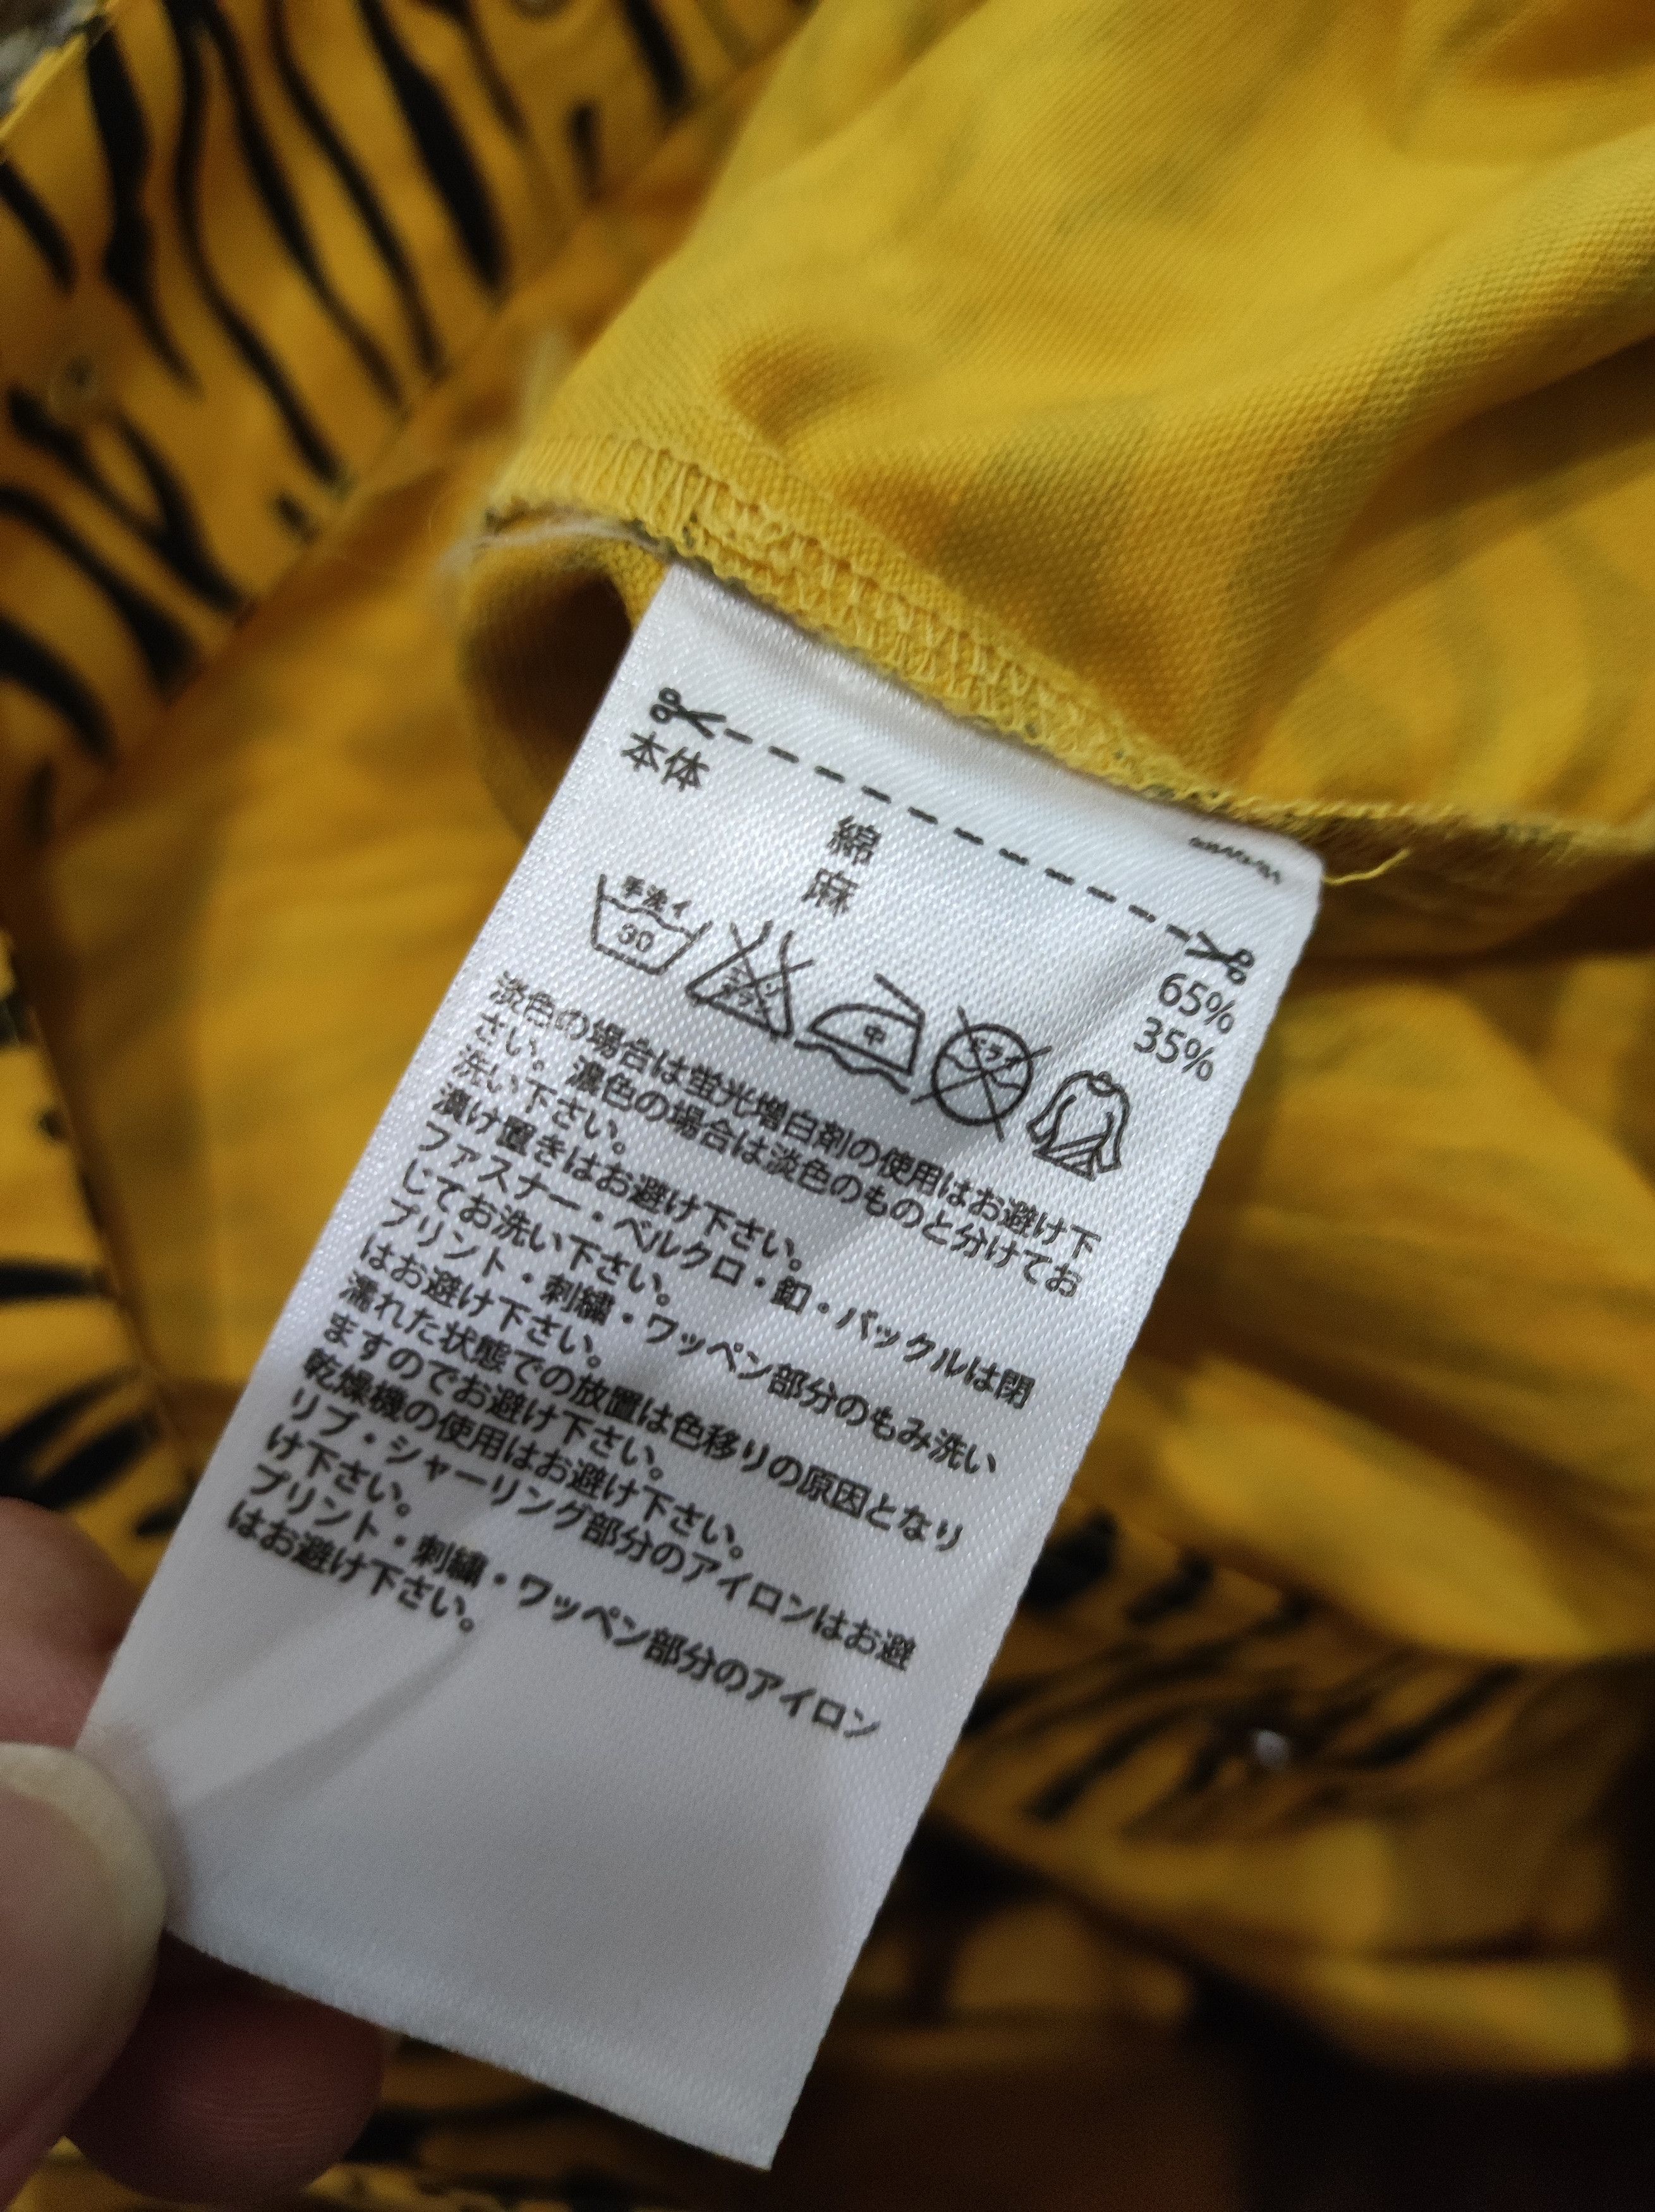 本体
綿 65%
麻 35%
手洗イ 30
エンソ サラシ
中
ドライ
淡色の場合は蛍光増白剤の使用はお避け下
さい。濃色の場合は淡色のものと分けてお
洗い下さい。
漬け置きはお避け下さい。
ファスナー・ベルクロ・釦・バックルは閉
じてお洗い下さい。
プリント・刺繍・ワッペン部分のもみ洗い
はお避け下さい。
濡れた状態での放置は色移りの原因となり
ますのでお避け下さい。
乾燥機の使用はお避け下さい。
リブ・シャーリング部分のアイロンはお避
け下さい。
プリント・刺繍・ワッペン部分のアイロン
はお避け下さい。